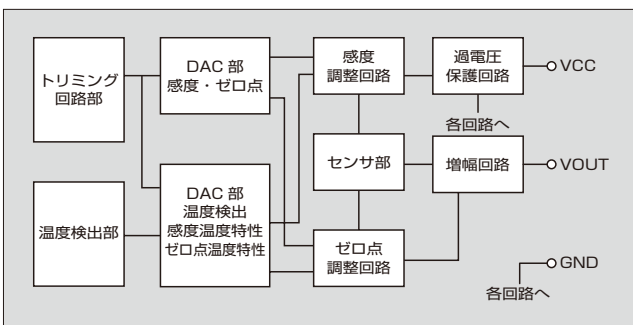 トリミング
回路部
DAC 部
感度・ゼロ点
感度
調整回路
過電圧
保護回路
VCC
各回路へ
センサ部
増幅回路
VOUT
温度検出部
DAC 部
温度検出
感度温度特性
ゼロ点温度特性
ゼロ点
調整回路
GND
各回路へ